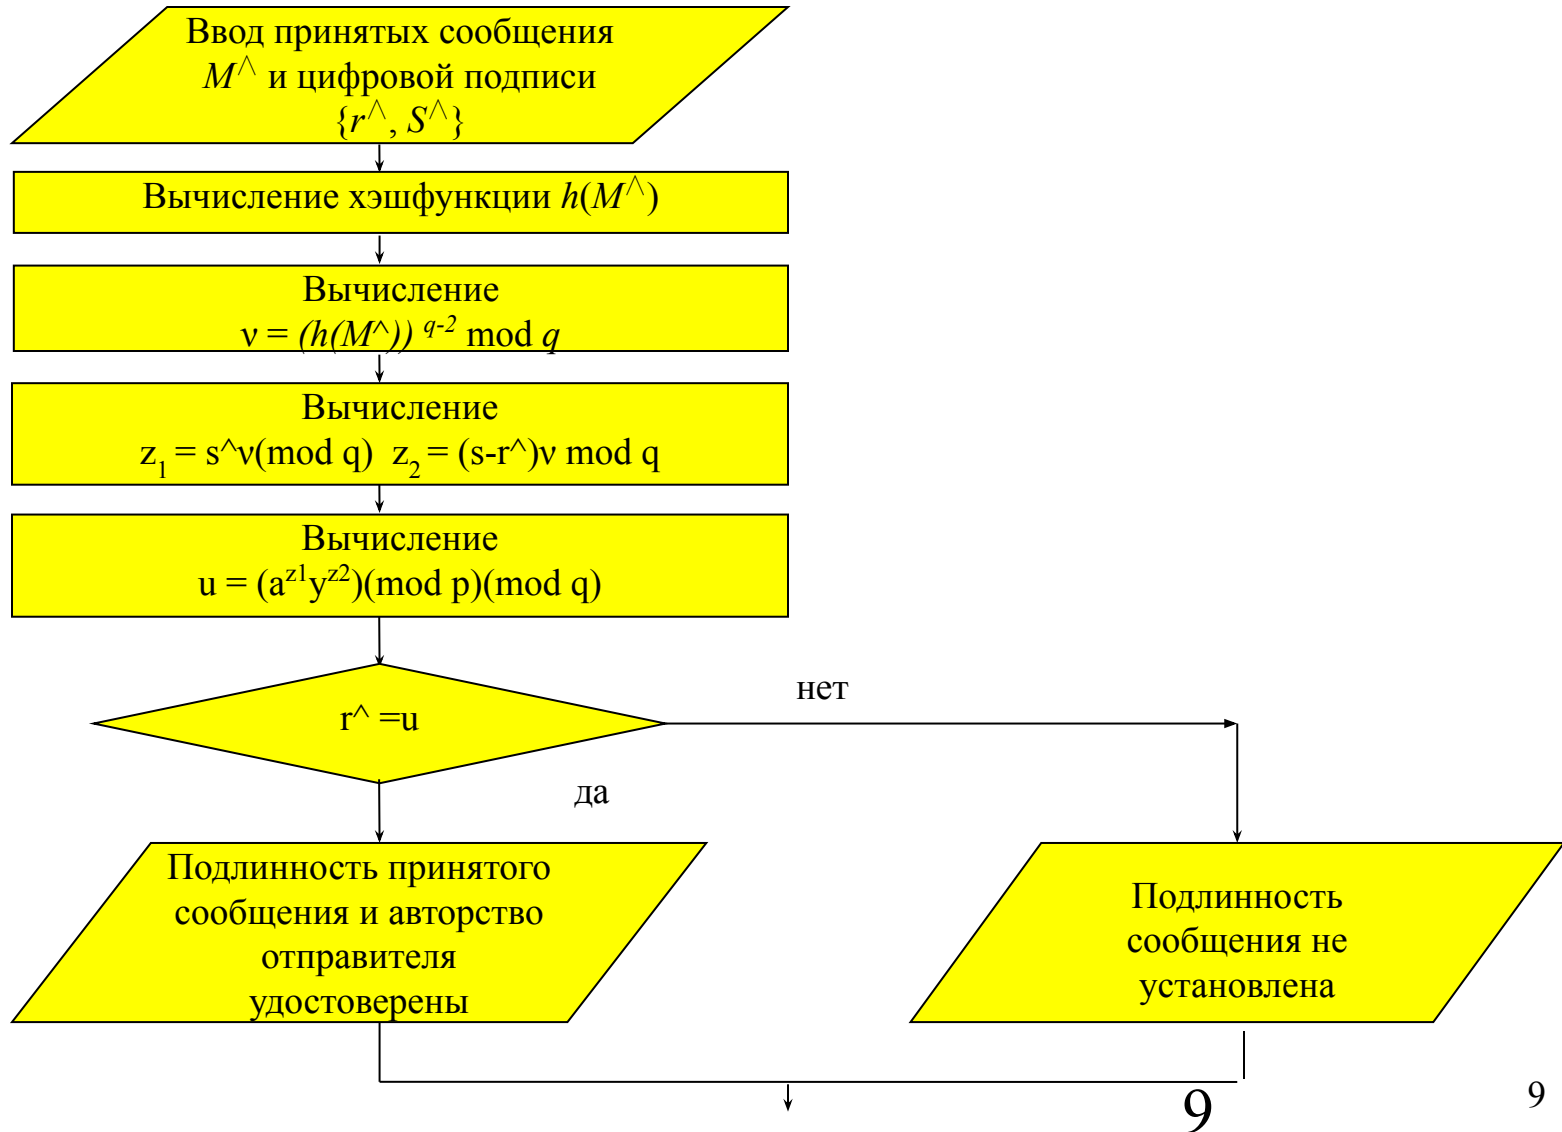 Ввод принятых сообщения
M^ и цифровой подписи
{r^, S^}
Вычисление хэшфункции h(M^)
Вычисление
ν = (h(M^)) q-2 mod q
Вычисление
z1 = s^ν(mod q) z2 = (s-r^)ν mod q
Вычисление
u = (az1yz2)(mod p)(mod q)
r^ =u
нет
да
Подлинность принятого
сообщения и авторство
отправителя
удостоверены
Подлинность
сообщения не
установлена
9
9